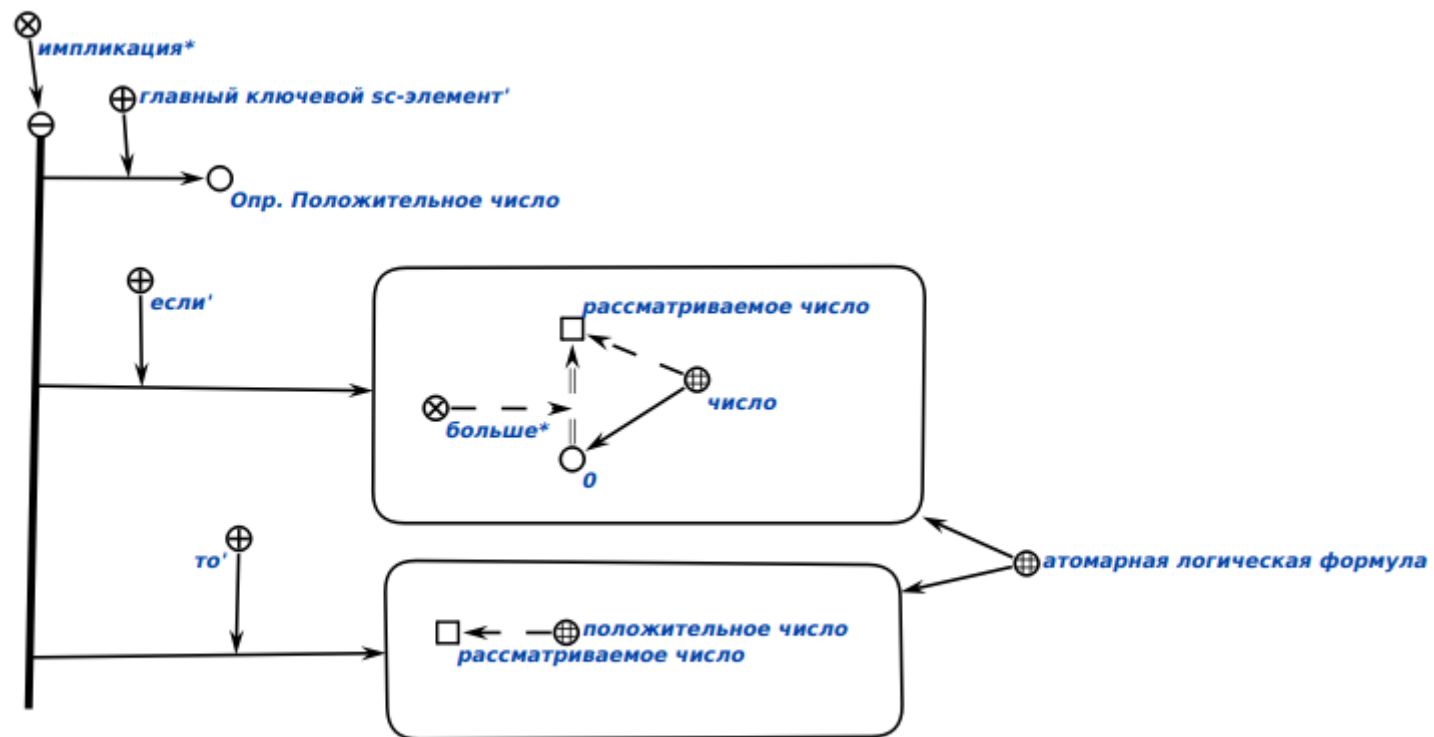 импликация*
главный ключевой sc-элемент'
Опр. Положительное число
если'
рассматриваемое число
число
больше*
0
то'
атомарная логическая формула
положительное число
рассматриваемое число